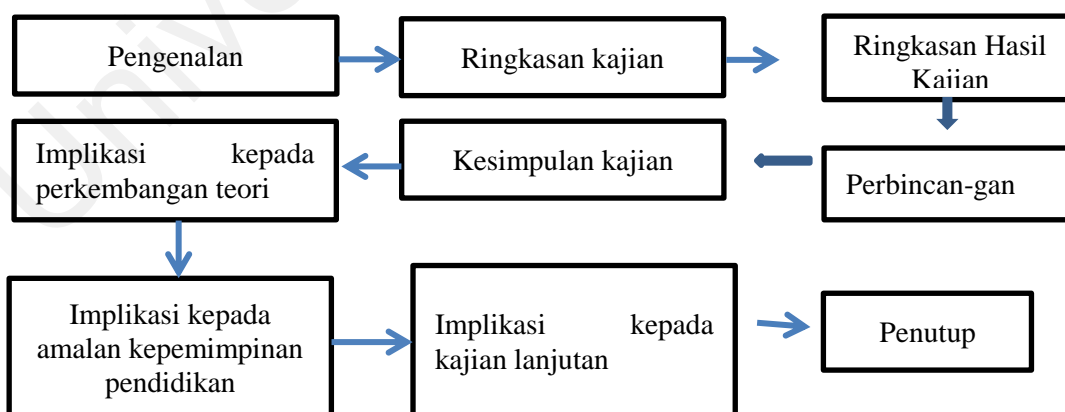 Pengenalan
Ringkasan kajian
Ringkasan Hasil
Kajian
Implikasi kepada
perkembangan teori
Kesimpulan kajian
Perbincan-gan
Implikasi kepada
amalan kepemimpinan
pendidikan
Implikasi kepada
kajian lanjutan
Penutup
Unive